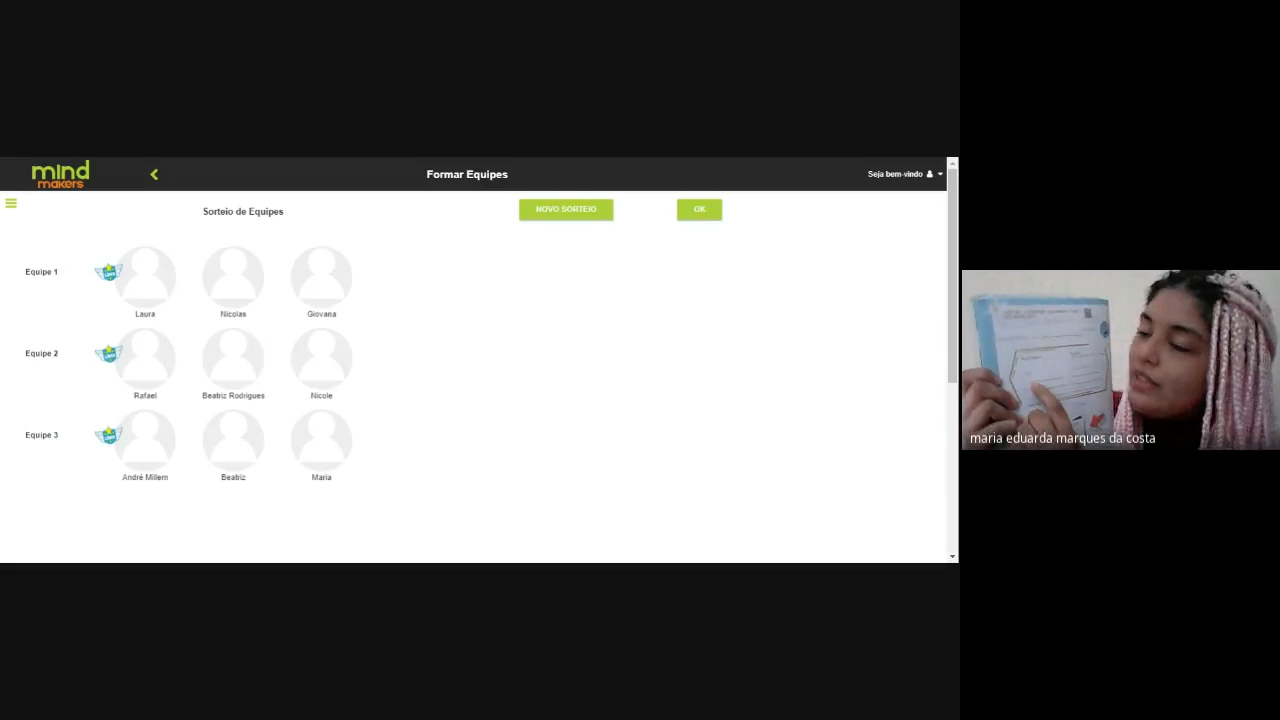 mind
makers
Formar Equipes
Seja bem-vindo
Sorteio de Equipes
NOVO SORTEIO
OK
Equipe 1
Laura
Nicolas
Giovana
Equipe 2
Rafael
Beatriz Rodrigues
Nicole
Equipe 3
André Millem
Beatriz
Maria
maria eduarda marques da costa